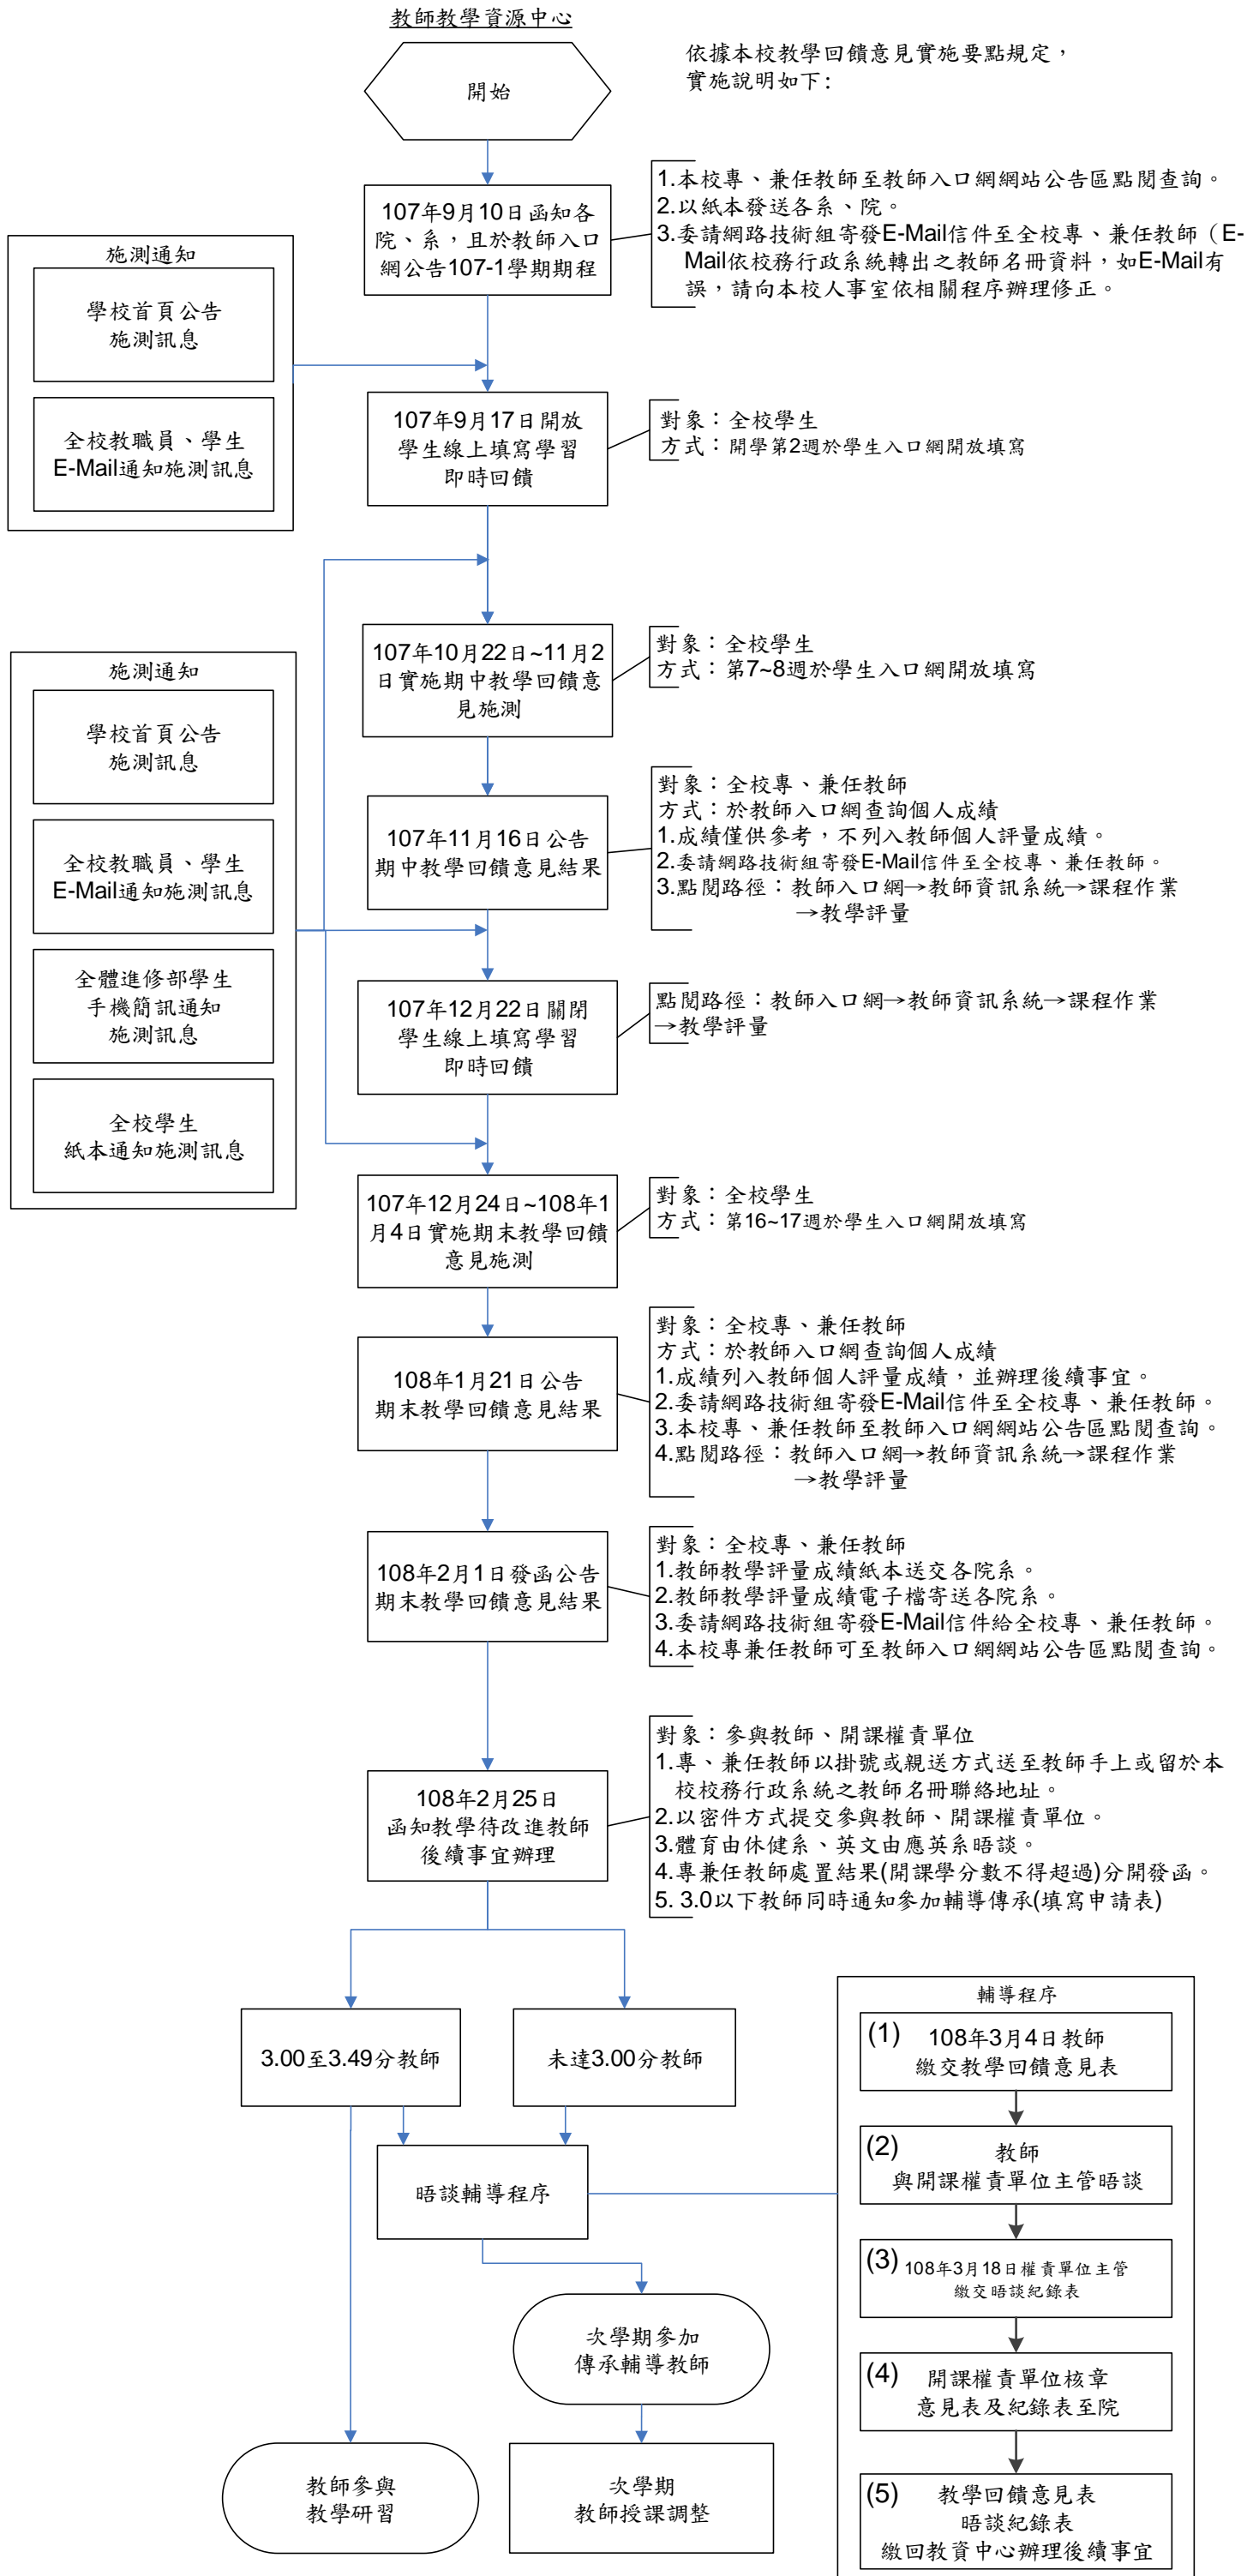 教師教學資源中心
依據本校教學回饋意見實施要點規定，
實施說明如下:
開始
107年9月10日函知各
院、系，且於教師入口
網公告107-1學期期程
1.本校專、兼任教師至教師入口網網站公告區點閱查詢。
2.以紙本發送各系、院。
3.委請網路技術組寄發E-Mail信件至全校專、兼任教師（E-
Mail依校務行政系統轉出之教師名冊資料，如E-Mail有
誤，請向本校人事室依相關程序辦理修正。
施測通知
學校首頁公告
施測訊息
全校教職員、學生
E-Mail通知施測訊息
107年9月17日開放
學生線上填寫學習
即時回饋
對象：全校學生
方式：開學第2週於學生入口網開放填寫
107年10月22日~11月2
日實施期中教學回饋意
見施測
對象：全校學生
方式：第7~8週於學生入口網開放填寫
施測通知
學校首頁公告
施測訊息
全校教職員、學生
E-Mail通知施測訊息
全體進修部學生
手機簡訊通知
施測訊息
全校學生
紙本通知施測訊息
107年11月16日公告
期中教學回饋意見結果
對象：全校專、兼任教師
方式：於教師入口網查詢個人成績
1.成績僅供參考，不列入教師個人評量成績。
2.委請網路技術組寄發E-Mail信件至全校專、兼任教師。
3.點閱路徑：教師入口網→教師資訊系統→課程作業
→教學評量
107年12月22日關閉
學生線上填寫學習
即時回饋
點閱路徑：教師入口網→教師資訊系統→課程作業
→教學評量
107年12月24日~108年1
月4日實施期末教學回饋
意見施測
對象：全校學生
方式：第16~17週於學生入口網開放填寫
108年1月21日公告
期末教學回饋意見結果
對象：全校專、兼任教師
方式：於教師入口網查詢個人成績
1.成績列入教師個人評量成績，並辦理後續事宜。
2.委請網路技術組寄發E-Mail信件至全校專、兼任教師。
3.本校專、兼任教師至教師入口網網站公告區點閱查詢。
4.點閱路徑：教師入口網→教師資訊系統→課程作業
→教學評量
108年2月1日發函公告
期末教學回饋意見結果
對象：全校專、兼任教師
1.教師教學評量成績紙本送交各院系。
2.教師教學評量成績電子檔寄送各院系。
3.委請網路技術組寄發E-Mail信件給全校專、兼任教師。
4.本校專兼任教師可至教師入口網網站公告區點閱查詢。
108年2月25日
函知教學待改進教師
後續事宜辦理
對象：參與教師、開課權責單位
1.專、兼任教師以掛號或親送方式送至教師手上或留於本
校校務行政系統之教師名冊聯絡地址。
2.以密件方式提交參與教師、開課權責單位。
3.體育由休健系、英文由應英系晤談。
4.專兼任教師處置結果(開課學分數不得超過)分開發函。
5. 3.0以下教師同時通知參加輔導傳承(填寫申請表)
3.00至3.49分教師
未達3.00分教師
晤談輔導程序
次學期參加
傳承輔導教師
教師參與
教學研習
次學期
教師授課調整
輔導程序
(1) 108年3月4日教師
繳交教學回饋意見表
(2) 教師
與開課權責單位主管晤談
(3) 108年3月18日權責單位主管
繳交晤談紀錄表
(4) 開課權責單位核章
意見表及紀錄表至院
(5) 教學回饋意見表
晤談紀錄表
繳回教資中心辦理後續事宜